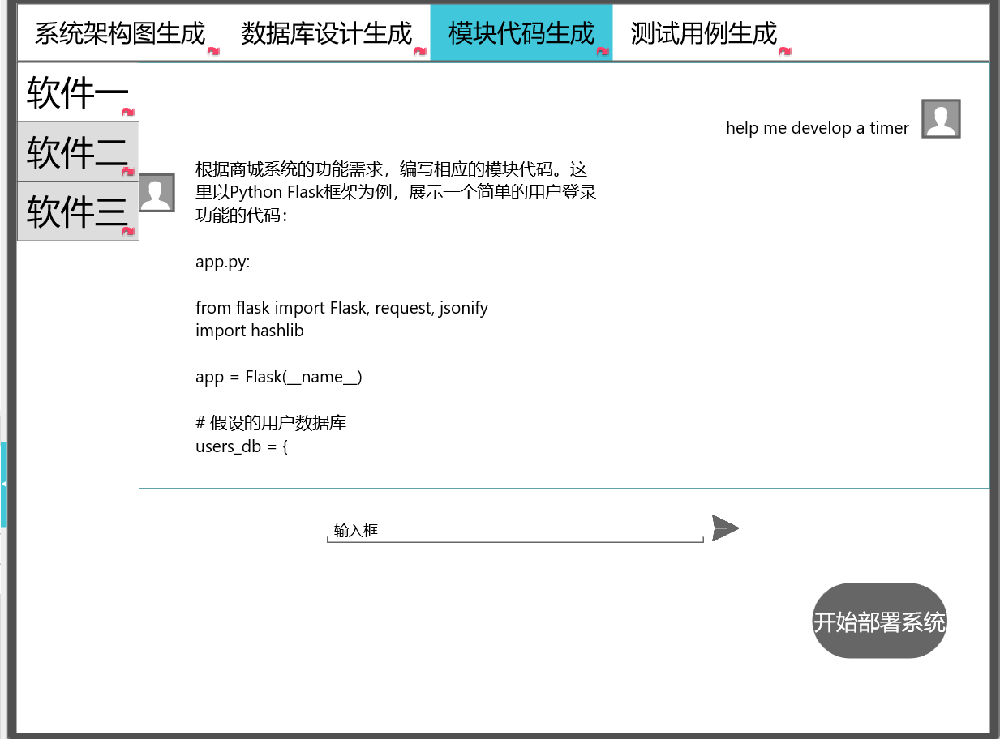 系统架构图生成
数据库设计生成
模块代码生成
测试用例生成
软件一
软件二
软件三
help me develop a timer
根据商城系统的功能需求，编写相应的模块代码。这
里以Python Flask框架为例，展示一个简单的用户登录
功能的代码：
app.py:
from flask import Flask, request, jsonify
import hashlib
app = Flask(__name__)
# 假设的用户数据库
users_db = {
输入框
开始部署系统